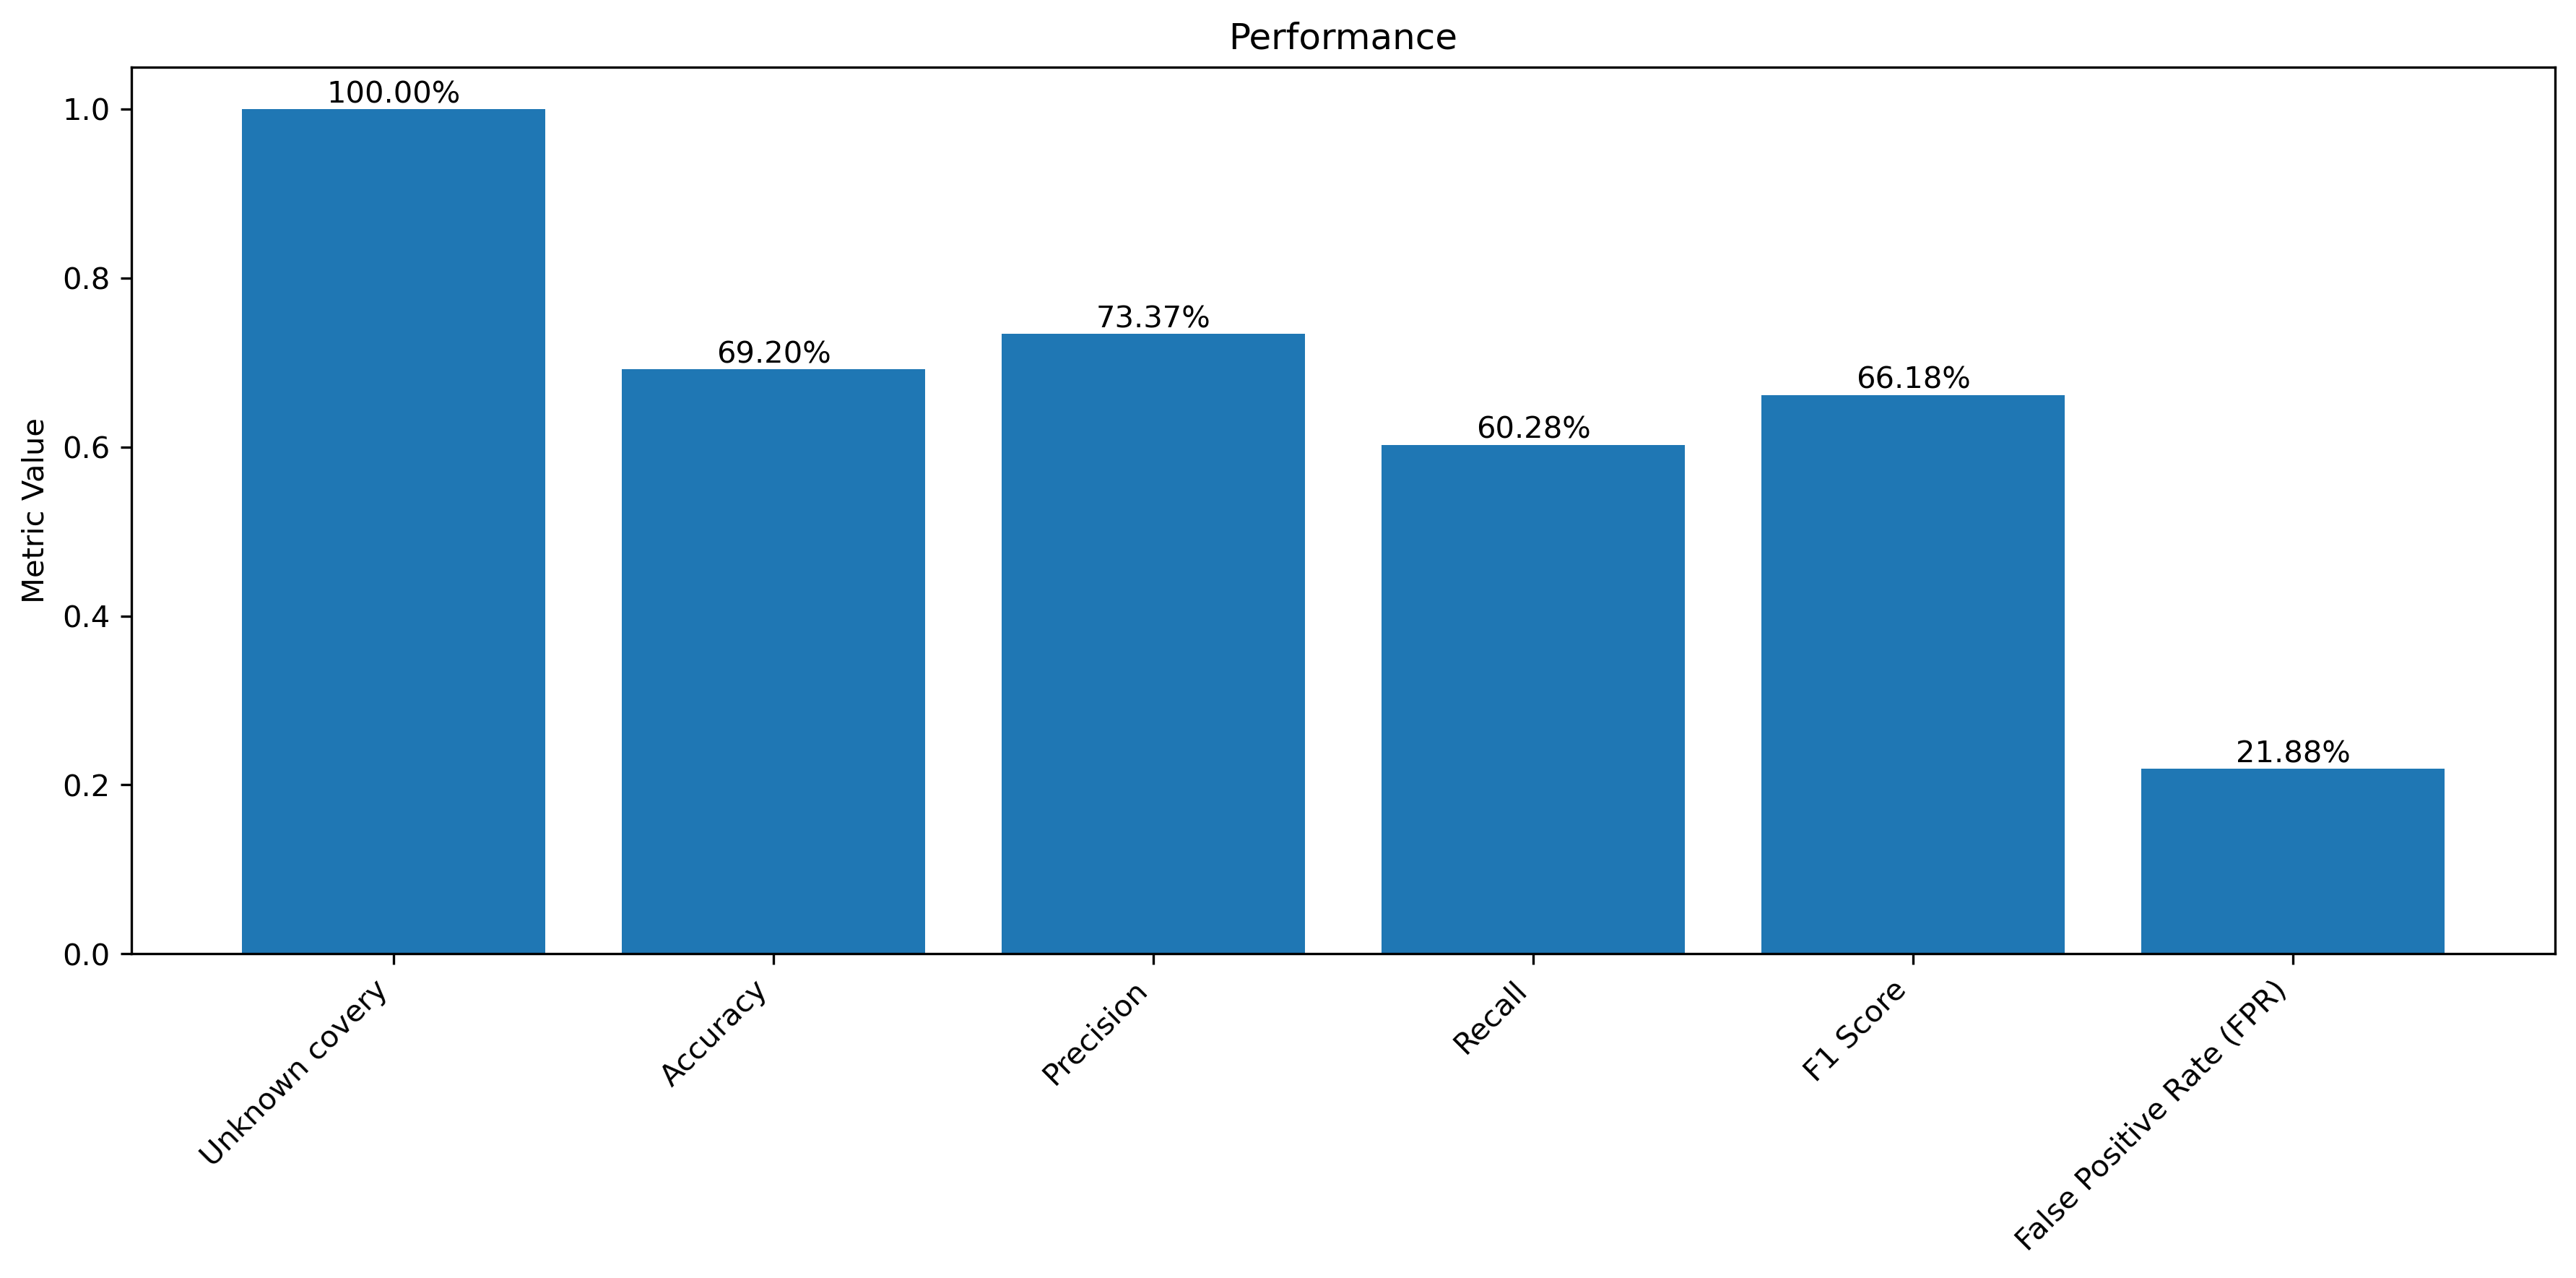 Performance
Metric Value
1.0
0.8
0.6
0.4
0.2
0.0
100.00%
69.20%
73.37%
60.28%
66.18%
21.88%
Unknown covery
Accuracy
Precision
Recall
F1 Score
False Positive Rate (FPR)